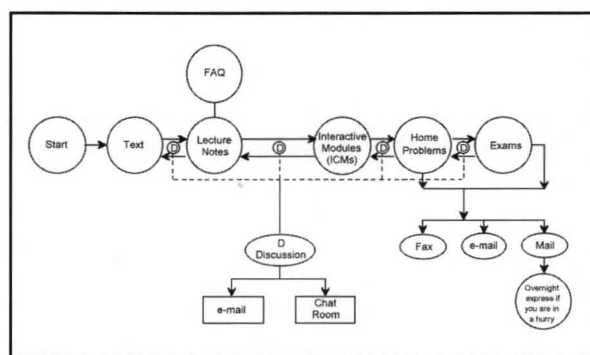 FAQ
Start
Text
D
Lecture
Notes
D
Interactive
Modules
(ICMs)
D
Home
Problems
D
Exams
D
Discussion
e-mail
Chat
Room
Fax
e-mail
Mail
Overnight
express if
you are in
a hurry